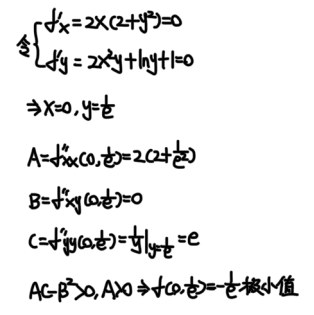 令{f'x=2x(2+y²)=0
f'y=2x²y+lny+1=0
⇒x=0,y=1/e
A=f''xx(0,1/e)=2(2+1/e²)
B=f''xy(0,1/e)=0
C=f''yy(0,1/e)=1/y|y=1/e=e
AC-B²>0,A>0⇒f(0,1/e)=-1/e极小值